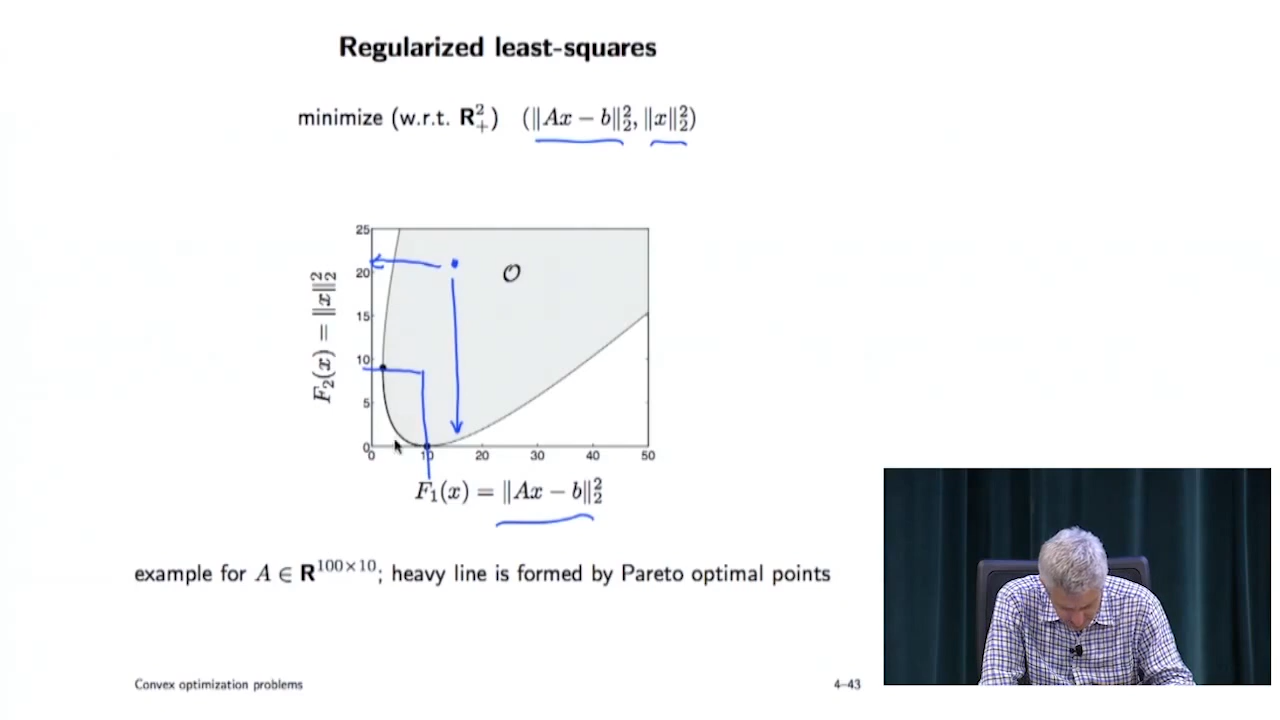 Regularized least-squares
minimize (w.r.t. R²₊) (‖Ax − b‖²₂, ‖x‖²₂)
25
20
15
10
5
0
F₂(x) = ‖x‖²₂
O
0 10 20 30 40 50
F₁(x) = ‖Ax − b‖²₂
example for A ∈ R¹⁰⁰ˣ¹⁰; heavy line is formed by Pareto optimal points
Convex optimization problems 4–43